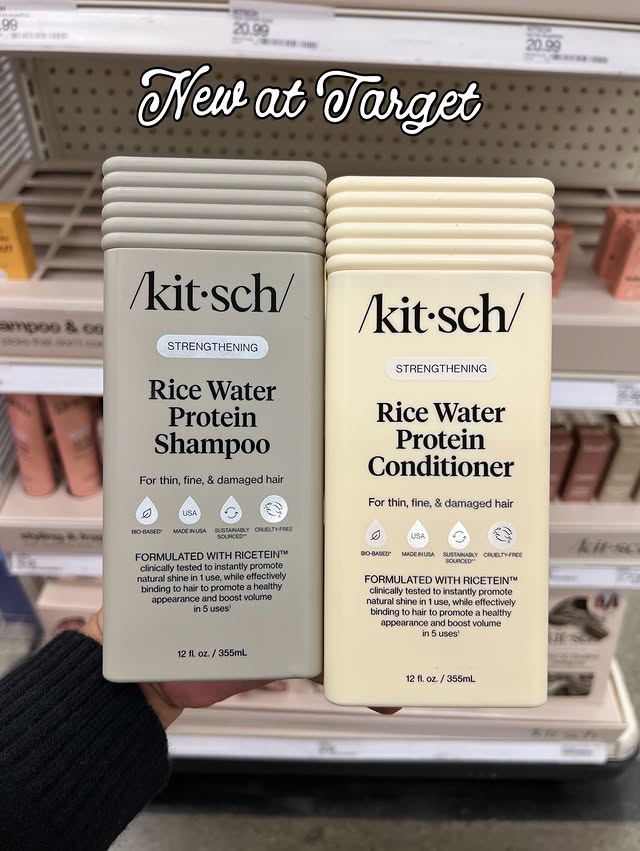 20.99
20.99
.99
New at Target
/kit·sch/
STRENGTHENING
Rice Water
Protein
Shampoo
For thin, fine, & damaged hair
BIO-BASED*
USA
MADE IN USA
SUSTAINABLY
SOURCED**
CRUELTY-FREE
FORMULATED WITH RICETEIN™
clinically tested to instantly promote
natural shine in 1 use, while effectively
binding to hair to promote a healthy
appearance and boost volume
in 5 uses¹
12 fl. oz. / 355mL
/kit·sch/
STRENGTHENING
Rice Water
Protein
Conditioner
For thin, fine, & damaged hair
BIO-BASED*
USA
MADE IN USA
SUSTAINABLY
SOURCED**
CRUELTY-FREE
FORMULATED WITH RICETEIN™
clinically tested to instantly promote
natural shine in 1 use, while effectively
binding to hair to promote a healthy
appearance and boost volume
in 5 uses¹
12 fl. oz. / 355mL